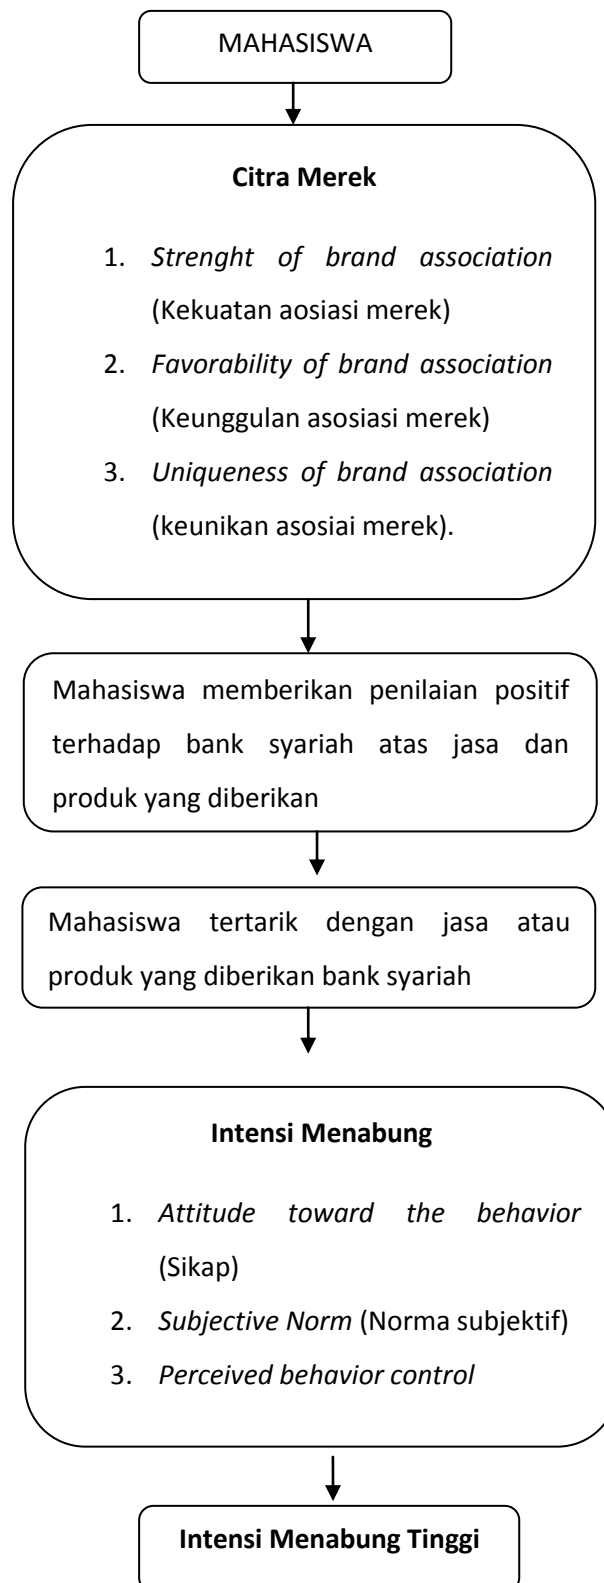 MAHASISWA
Citra Merek
1. Strenght of brand association
(Kekuatan aosiasi merek)
2. Favorability of brand association
(Keunggulan asosiasi merek)
3. Uniqueness of brand association
(keunikan asosiai merek).
Mahasiswa memberikan penilaian positif
terhadap bank syariah atas jasa dan
produk yang diberikan
Mahasiswa tertarik dengan jasa atau
produk yang diberikan bank syariah
Intensi Menabung
1. Attitude toward the behavior
(Sikap)
2. Subjective Norm (Norma subjektif)
3. Perceived behavior control
Intensi Menabung Tinggi